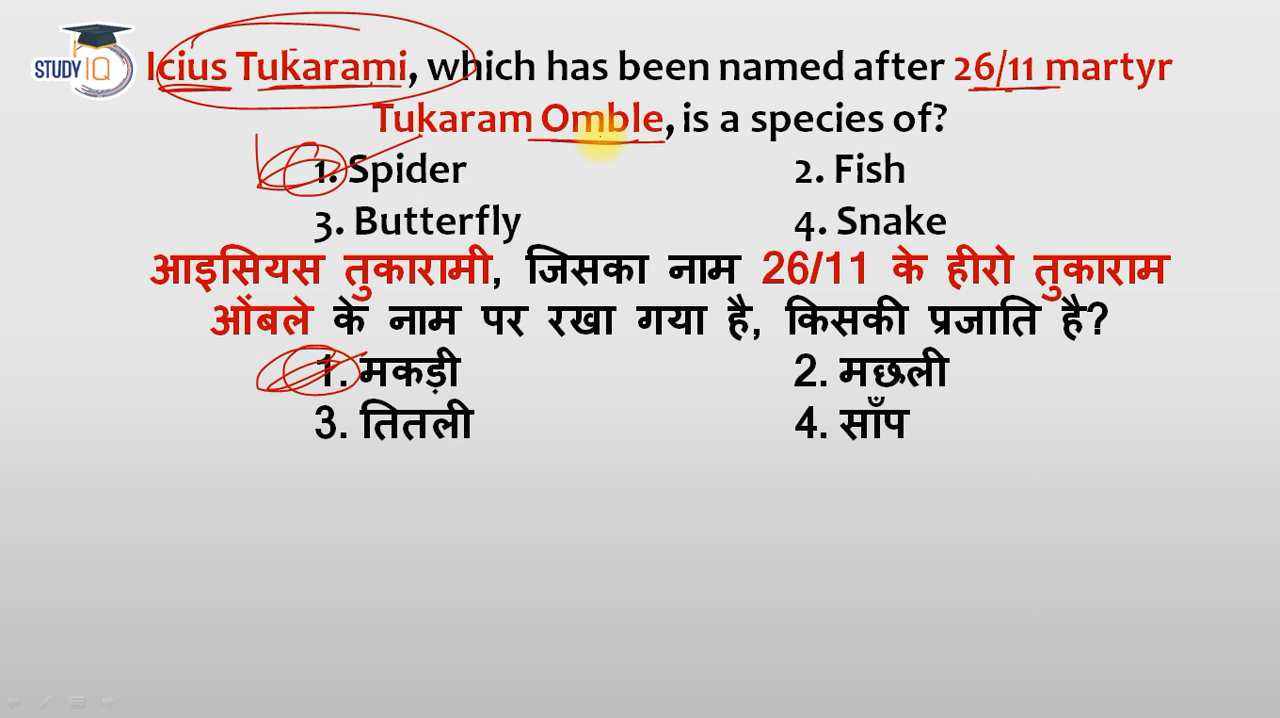 STUDY IQ
Icius Tukarami, which has been named after 26/11 martyr
Tukaram Omble, is a species of?
1. Spider 2. Fish
3. Butterfly 4. Snake
आइसियस तुकारामी, जिसका नाम 26/11 के हीरो तुकाराम
ओंबले के नाम पर रखा गया है, किसकी प्रजाति है?
1. मकड़ी 2. मछली
3. तितली 4. साँप